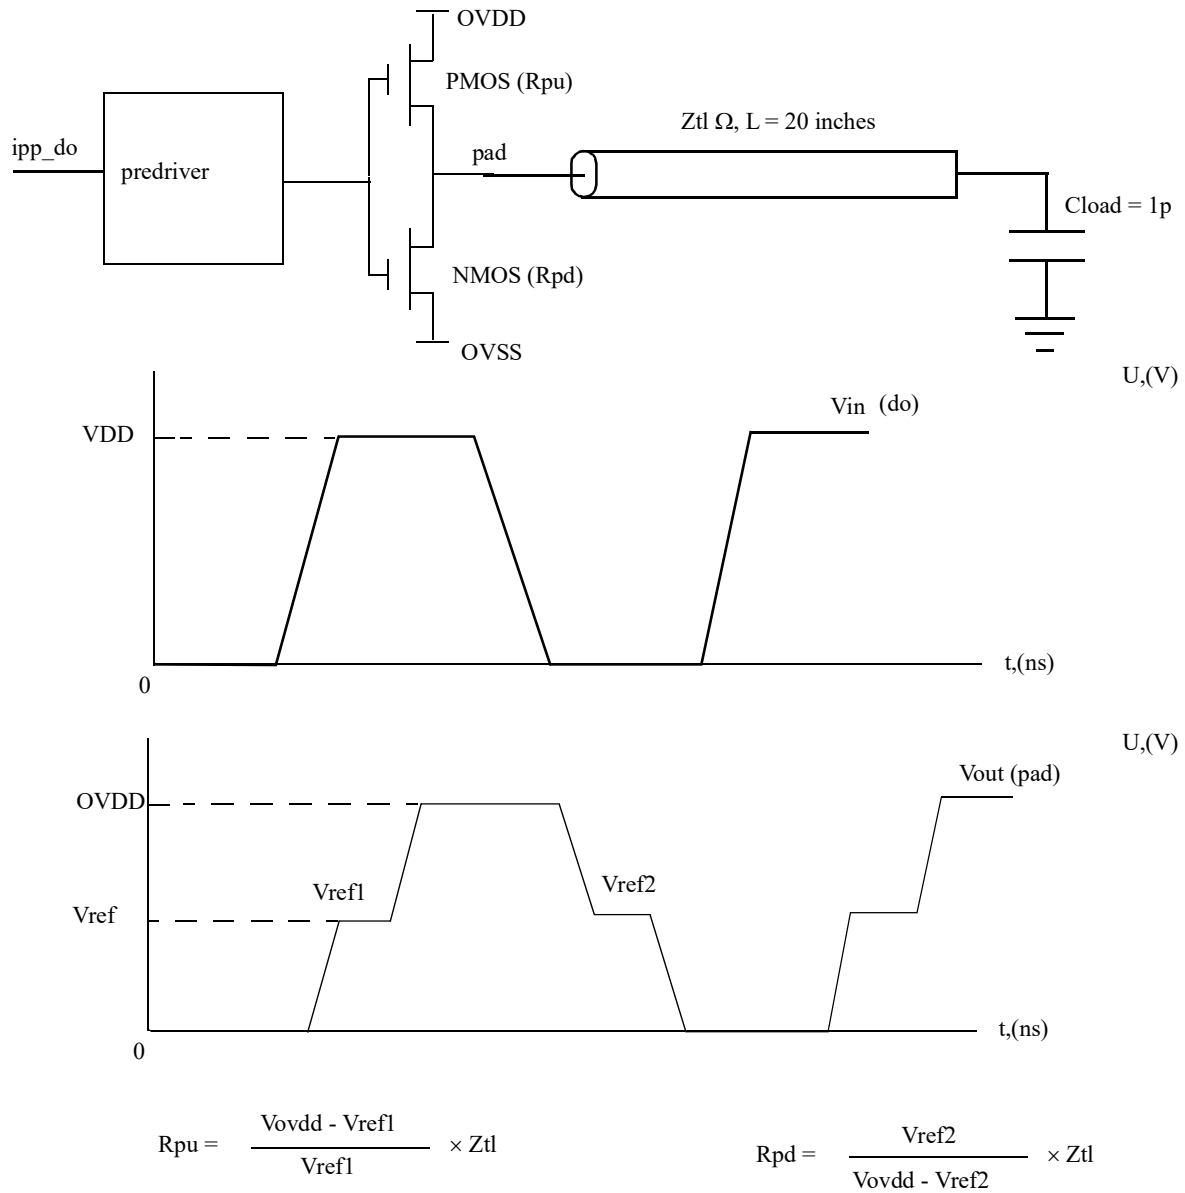 OVDD
PMOS (Rpu)
Ztl Ω, L = 20 inches
ipp_do
pad
predriver
Cload = 1p
NMOS (Rpd)
OVSS
U,(V)
Vin (do)
VDD
t,(ns)
0
U,(V)
Vout (pad)
OVDD
Vref1
Vref2
Vref
t,(ns)
0
Rpu = Vovdd - Vref1 × Ztl
Vref1
Rpd = Vref2 × Ztl
Vovdd - Vref2